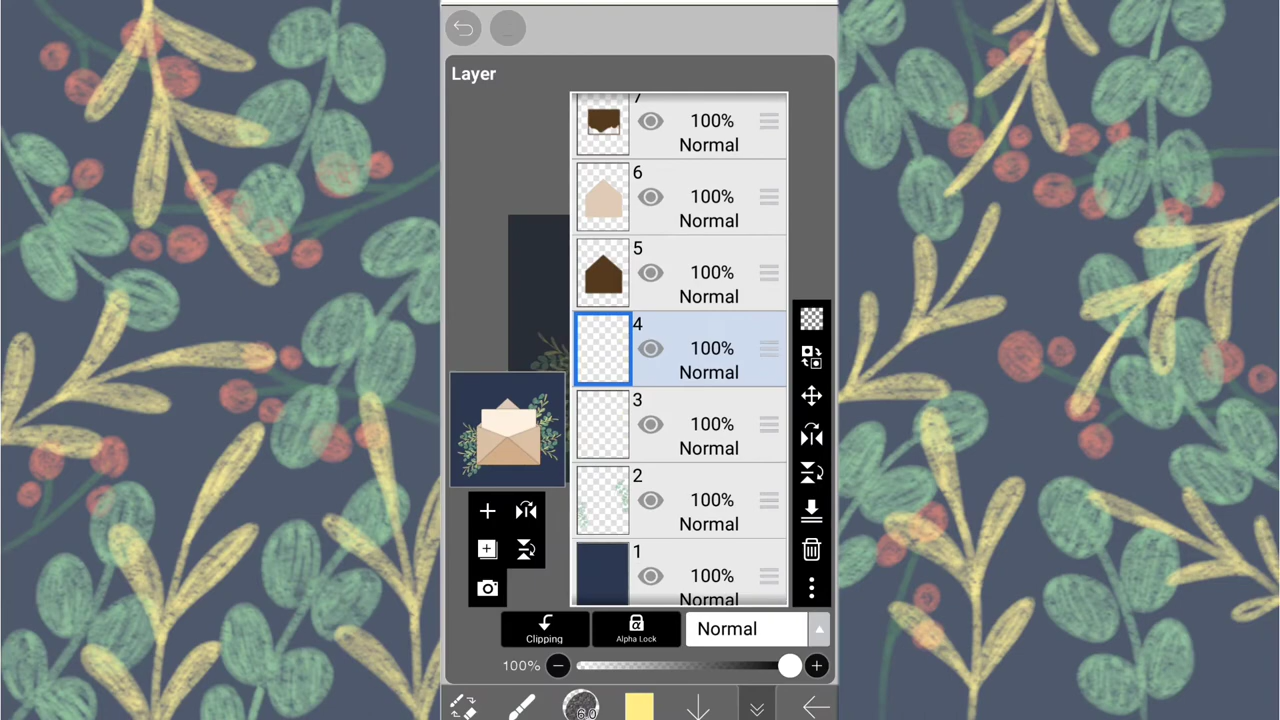 Layer
7
100%
Normal
6
100%
Normal
5
100%
Normal
4
100%
Normal
3
100%
Normal
2
100%
Normal
1
100%
Normal
Clipping
α
Alpha Lock
Normal
100%
6.0